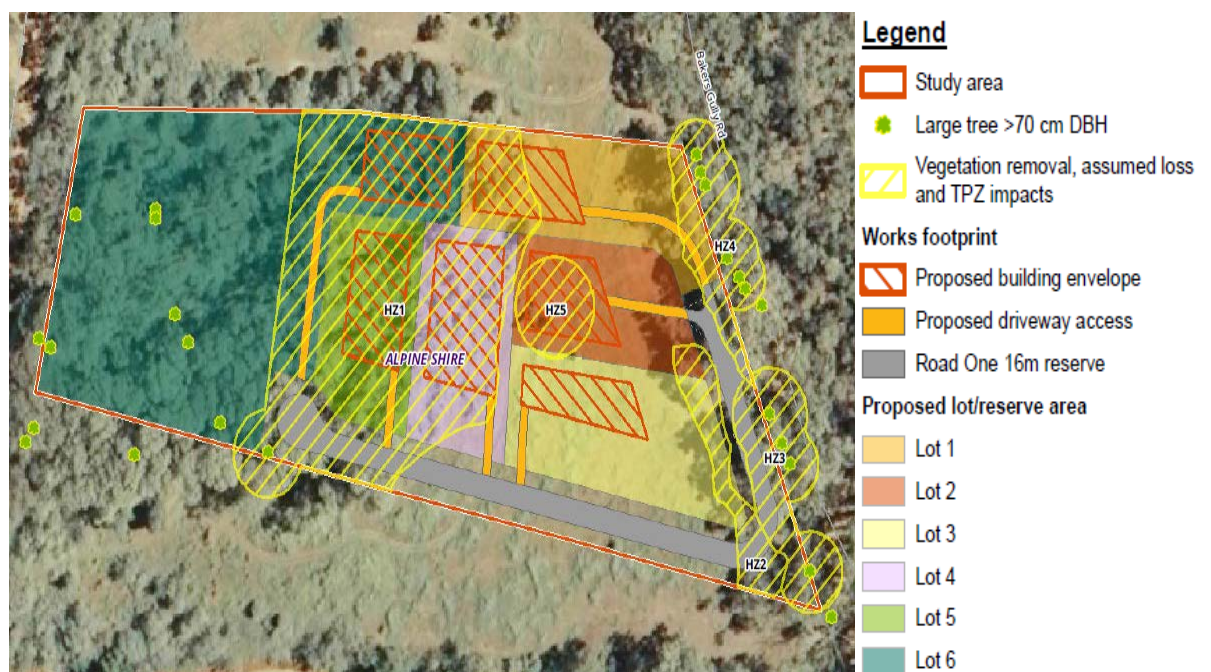 Bakers Gully Rd
HZ4
HZ1
HZ5
ALPINE SHIRE
HZ3
HZ2
Legend
Study area
Large tree >70 cm DBH
Vegetation removal, assumed loss
and TPZ impacts
Works footprint
Proposed building envelope
Proposed driveway access
Road One 16m reserve
Proposed lot/reserve area
Lot 1
Lot 2
Lot 3
Lot 4
Lot 5
Lot 6